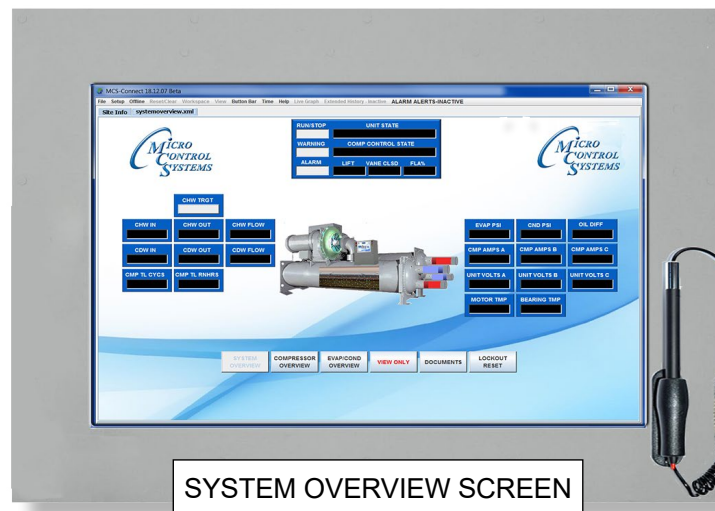 MCS-Connect 18.12.07 Beta
File Setup Offline Reset/Clear Workspace View Button Bar Time Help Live Graph Extended History - Inactive ALARM ALERTS-INACTIVE
Site Info systemoverview.xml
MICRO
CONTROL
SYSTEMS
RUN/STOP UNIT STATE
WARNING COMP CONTROL STATE
ALARM LIFT VANE CLSD FLA%
MICRO
CONTROL
SYSTEMS
CHW TRGT
CHW IN CHW OUT CHW FLOW
CDW IN CDW OUT CDW FLOW
CMP TL CYCS CMP TL RNHRS
EVAP PSI CND PSI OIL DIFF
CMP AMPS A CMP AMPS B CMP AMPS C
UNIT VOLTS A UNIT VOLTS B UNIT VOLTS C
MOTOR TMP BEARING TMP
SYSTEM
OVERVIEW
COMPRESSOR
OVERVIEW
EVAP/COND
OVERVIEW
VIEW ONLY
DOCUMENTS
LOCKOUT
RESET
SYSTEM OVERVIEW SCREEN